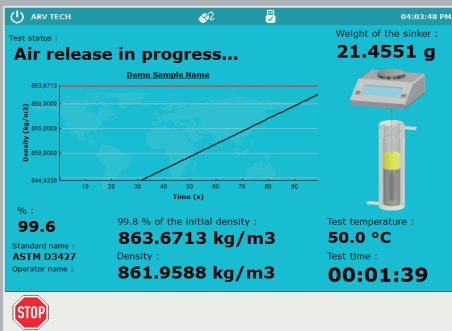 ARV TECH
2
04:03:48 PM
Test status :
Air release in progress...
Weight of the sinker :
21.4551 g
Demo Sample Name
863,6713
860,0000
855,0000
850,0000
844,4330
Density (kg/m3)
10 20 30 40 50 60 70 80 90
Time (s)
% :
99.6
Standard name :
ASTM D3427
Operator name :
99.8 % of the initial density :
863.6713 kg/m3
Density :
861.9588 kg/m3
Test temperature :
50.0 °C
Test time :
00:01:39
STOP